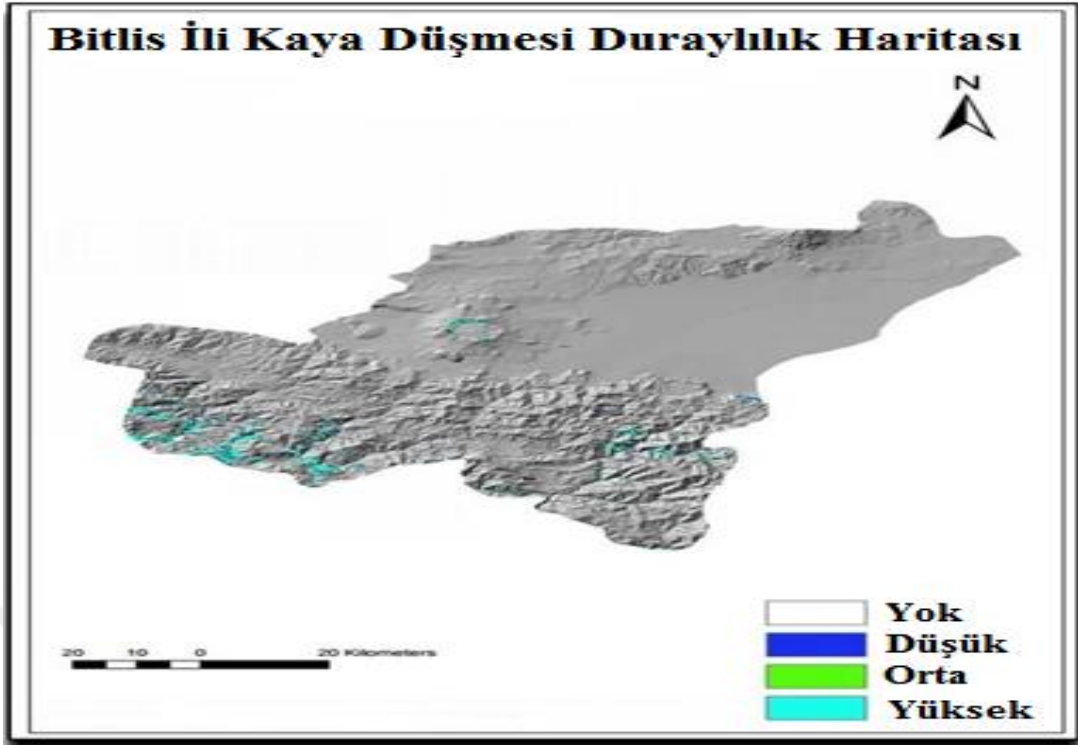 Bitlis İli Kaya Düşmesi Duraylılık Haritası
N
Yok
Düşük
Orta
Yüksek
20 10 0 20 Kilometers